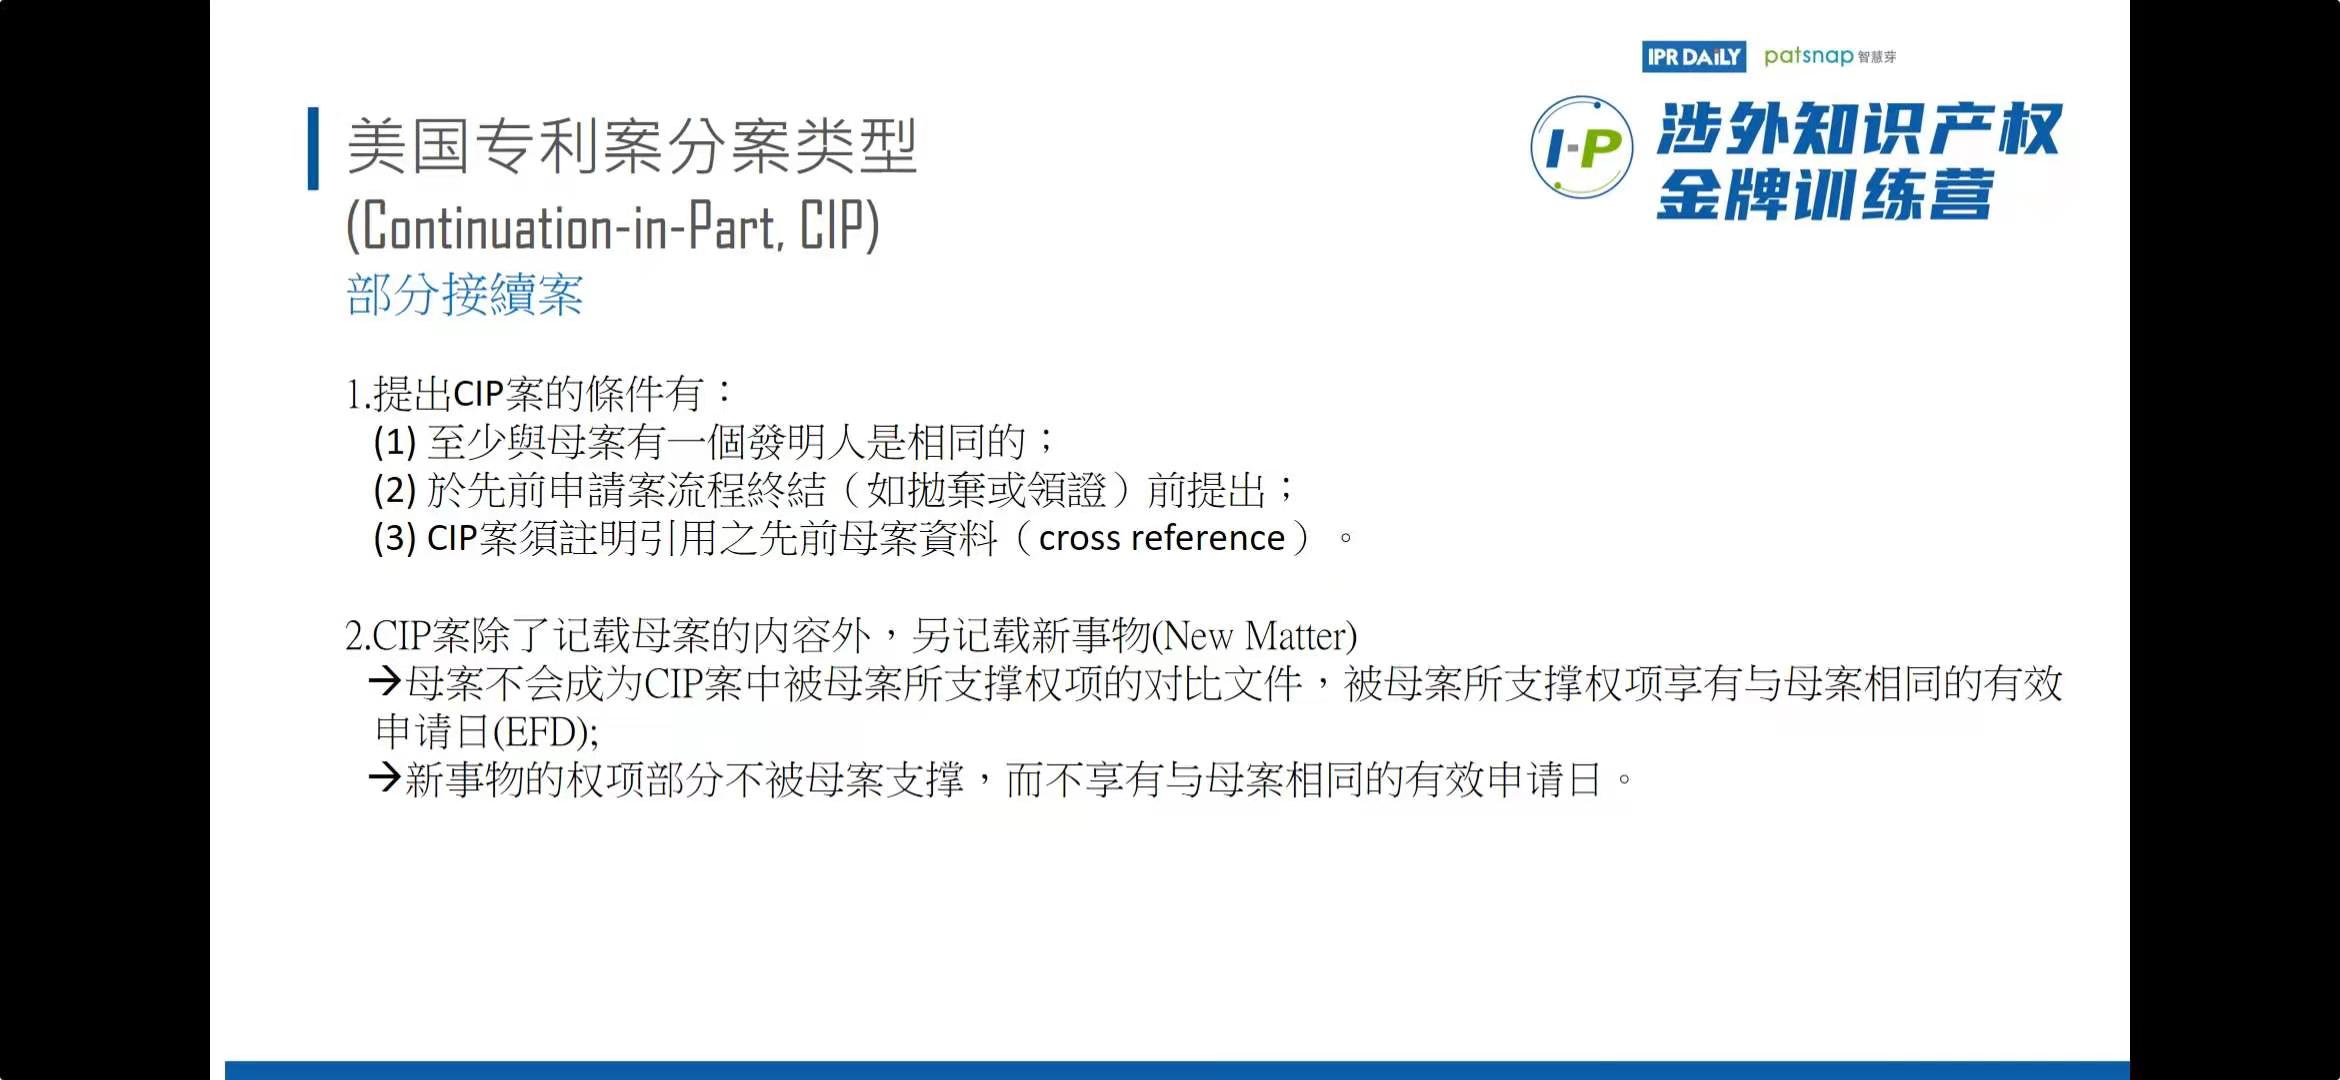 IPR DAILY patsnap 智慧芽
I-P 涉外知识产权
金牌训练营
美国专利案分案类型
(Continuation-in-Part, CIP)
部分接續案
1.提出CIP案的條件有：
(1) 至少與母案有一個發明人是相同的；
(2) 於先前申請案流程終結（如拋棄或領證）前提出；
(3) CIP案須註明引用之先前母案資料（cross reference）。
2.CIP案除了记载母案的内容外，另记载新事物(New Matter)
→母案不会成为CIP案中被母案所支撑权项的对比文件，被母案所支撑权项享有与母案相同的有效
申请日(EFD);
→新事物的权项部分不被母案支撑，而不享有与母案相同的有效申请日。